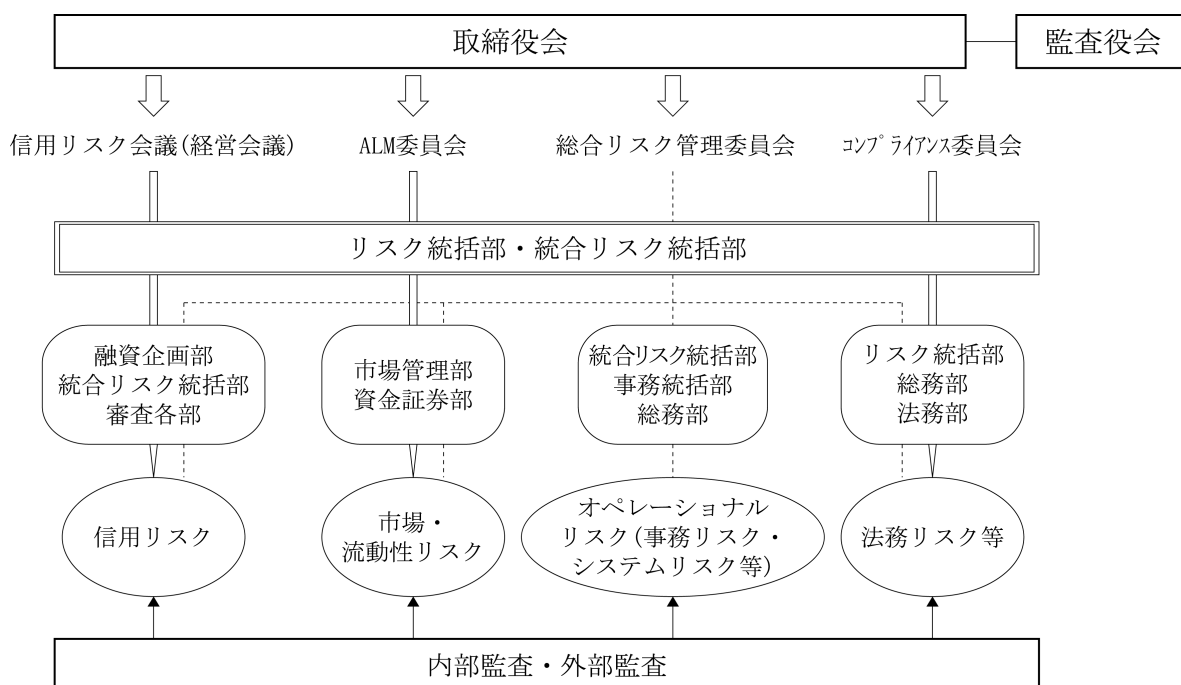 取締役会
監査役会
信用リスク会議(経営会議)
ALM委員会
総合リスク管理委員会
コンプライアンス委員会
リスク統括部・統合リスク統括部
融資企画部
統合リスク統括部
審査各部
市場管理部
資金証券部
統合リスク統括部
事務統括部
総務部
リスク統括部
総務部
法務部
信用リスク
市場・
流動性リスク
オペレーショナル
リスク(事務リスク・
システムリスク等)
法務リスク等
内部監査・外部監査